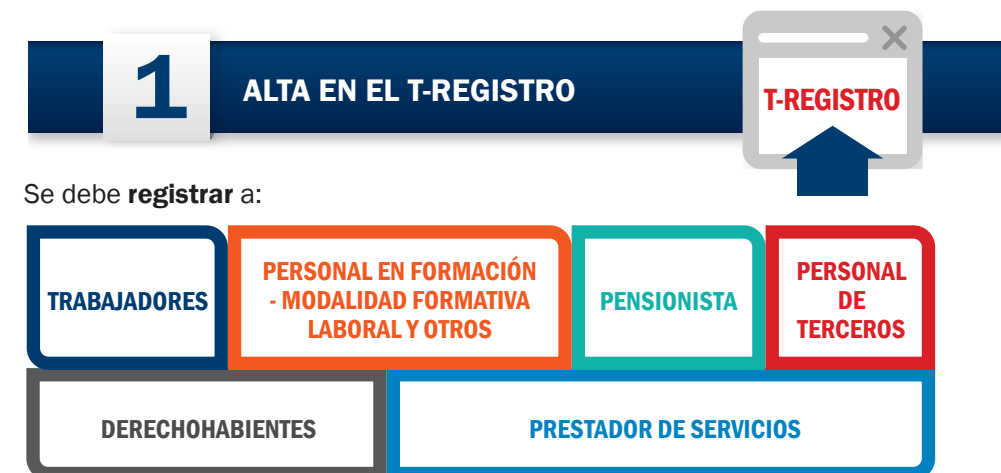 1
ALTA EN EL T-REGISTRO
T-REGISTRO
Se debe registrar a:
TRABAJADORES
PERSONAL EN FORMACIÓN
- MODALIDAD FORMATIVA
LABORAL Y OTROS
PENSIONISTA
PERSONAL
DE
TERCEROS
DERECHOHABIENTES
PRESTADOR DE SERVICIOS